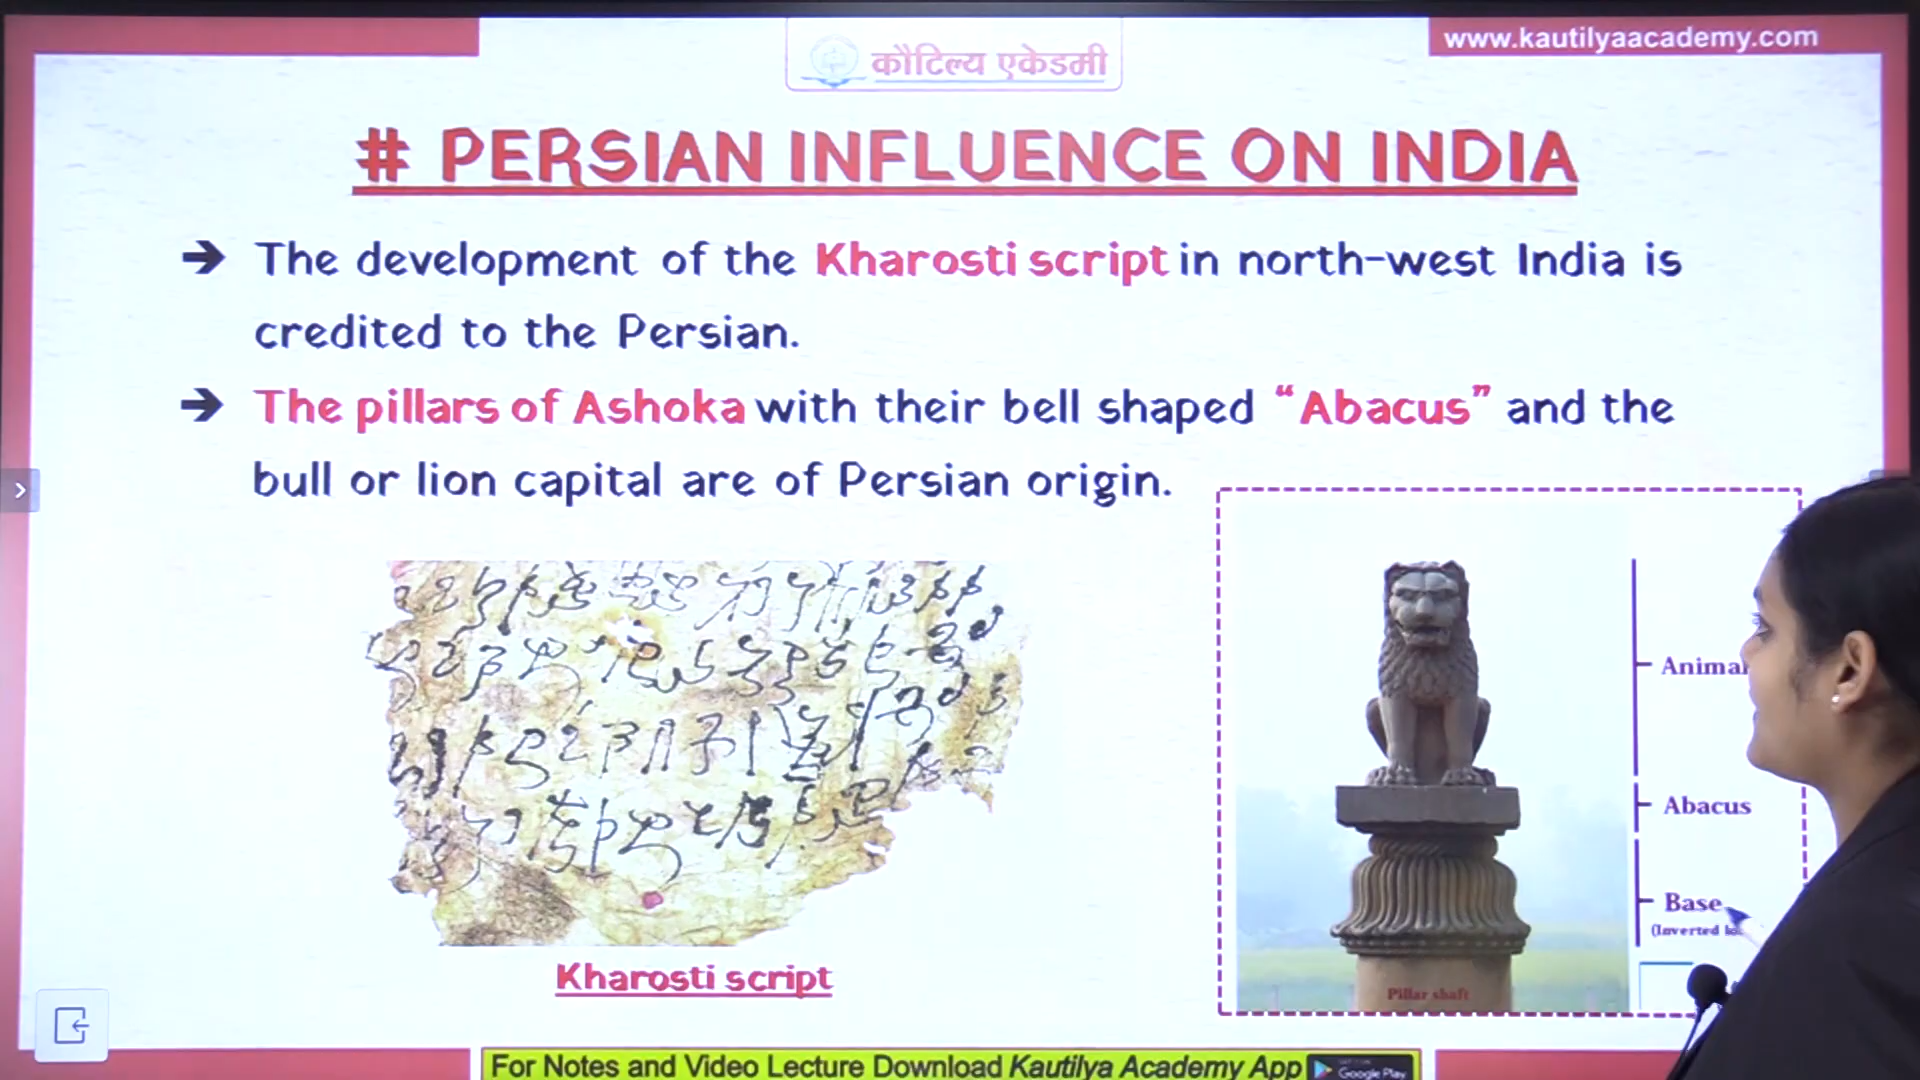 कौटिल्य एकेडमी
www.kautilyaacademy.com
# PERSIAN INFLUENCE ON INDIA
→ The development of the Kharosti script in north-west India is
credited to the Persian.
→ The pillars of Ashoka with their bell shaped “Abacus” and the
bull or lion capital are of Persian origin.
Kharosti script
Animal
Abacus
Base
(Inverted
Pillar shaft
For Notes and Video Lecture Download Kautilya Academy App
Google Play